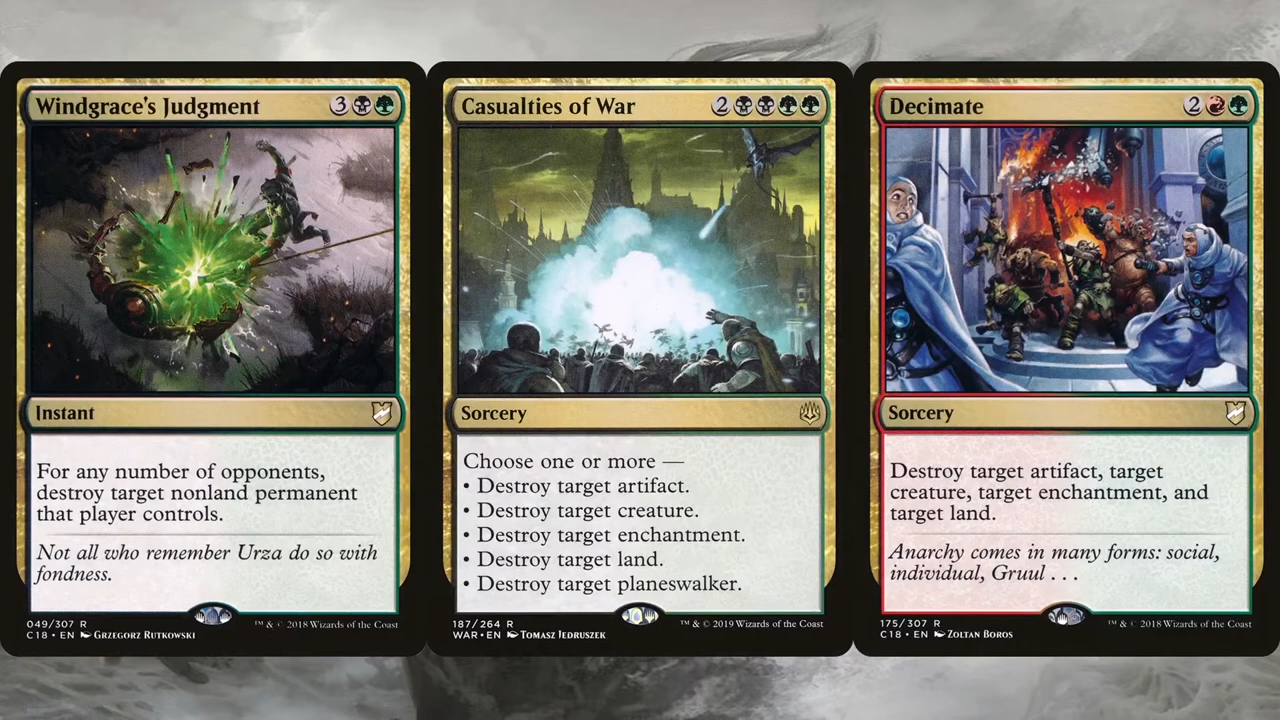 Windgrace's Judgment 3
Instant
For any number of opponents,
destroy target nonland permanent
that player controls.
Not all who remember Urza do so with
fondness.
049/307 R
C18 • EN Grzegorz Rutkowski
™ & © 2018 Wizards of the Coast
Casualties of War 2
Sorcery
Choose one or more —
• Destroy target artifact.
• Destroy target creature.
• Destroy target enchantment.
• Destroy target land.
• Destroy target planeswalker.
187/264 R
WAR • EN Tomasz Jedruszek
™ & © 2019 Wizards of the Coast
Decimate 2
Sorcery
Destroy target artifact, target
creature, target enchantment, and
target land.
Anarchy comes in many forms: social,
individual, Gruul . . .
175/307 R
C18 • EN Zoltan Boros
™ & © 2018 Wizards of the Coast